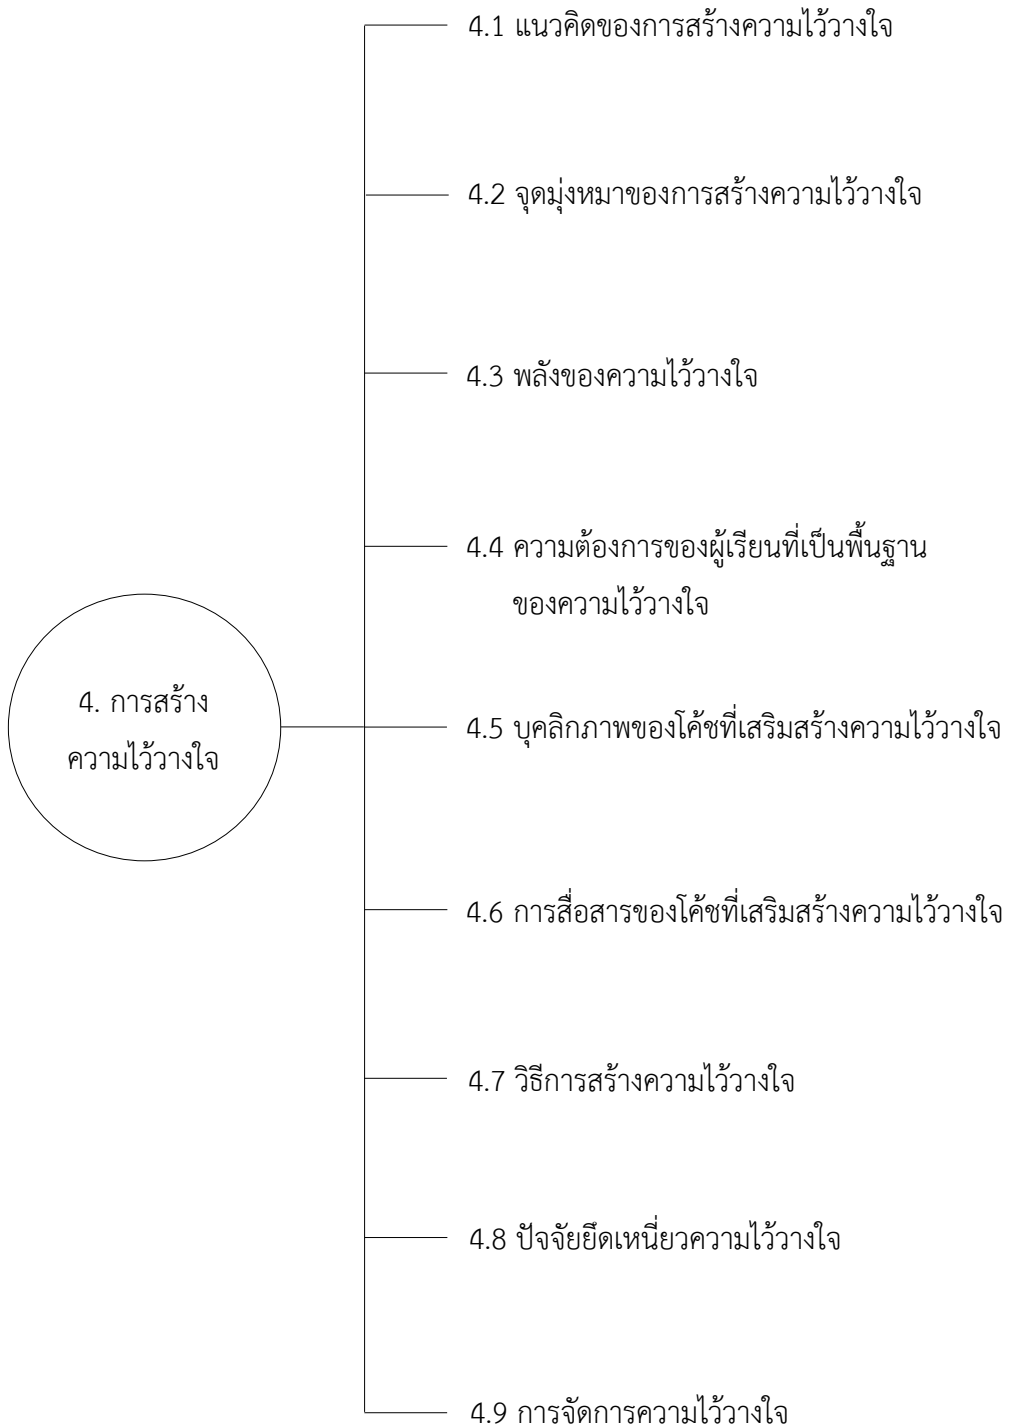 4.1 แนวคิดของการสร้างความไว้วางใจ
4.2 จุดมุ่งหมาของการสร้างความไว้วางใจ
4.3 พลังของความไว้วางใจ
4.4 ความต้องการของผู้เรียนที่เป็นพื้นฐาน
ของความไว้วางใจ
4. การสร้าง
ความไว้วางใจ
4.5 บุคลิกภาพของโค้ชที่เสริมสร้างความไว้วางใจ
4.6 การสื่อสารของโค้ชที่เสริมสร้างความไว้วางใจ
4.7 วิธีการสร้างความไว้วางใจ
4.8 ปัจจัยยึดเหนี่ยวความไว้วางใจ
4.9 การจัดการความไว้วางใจ